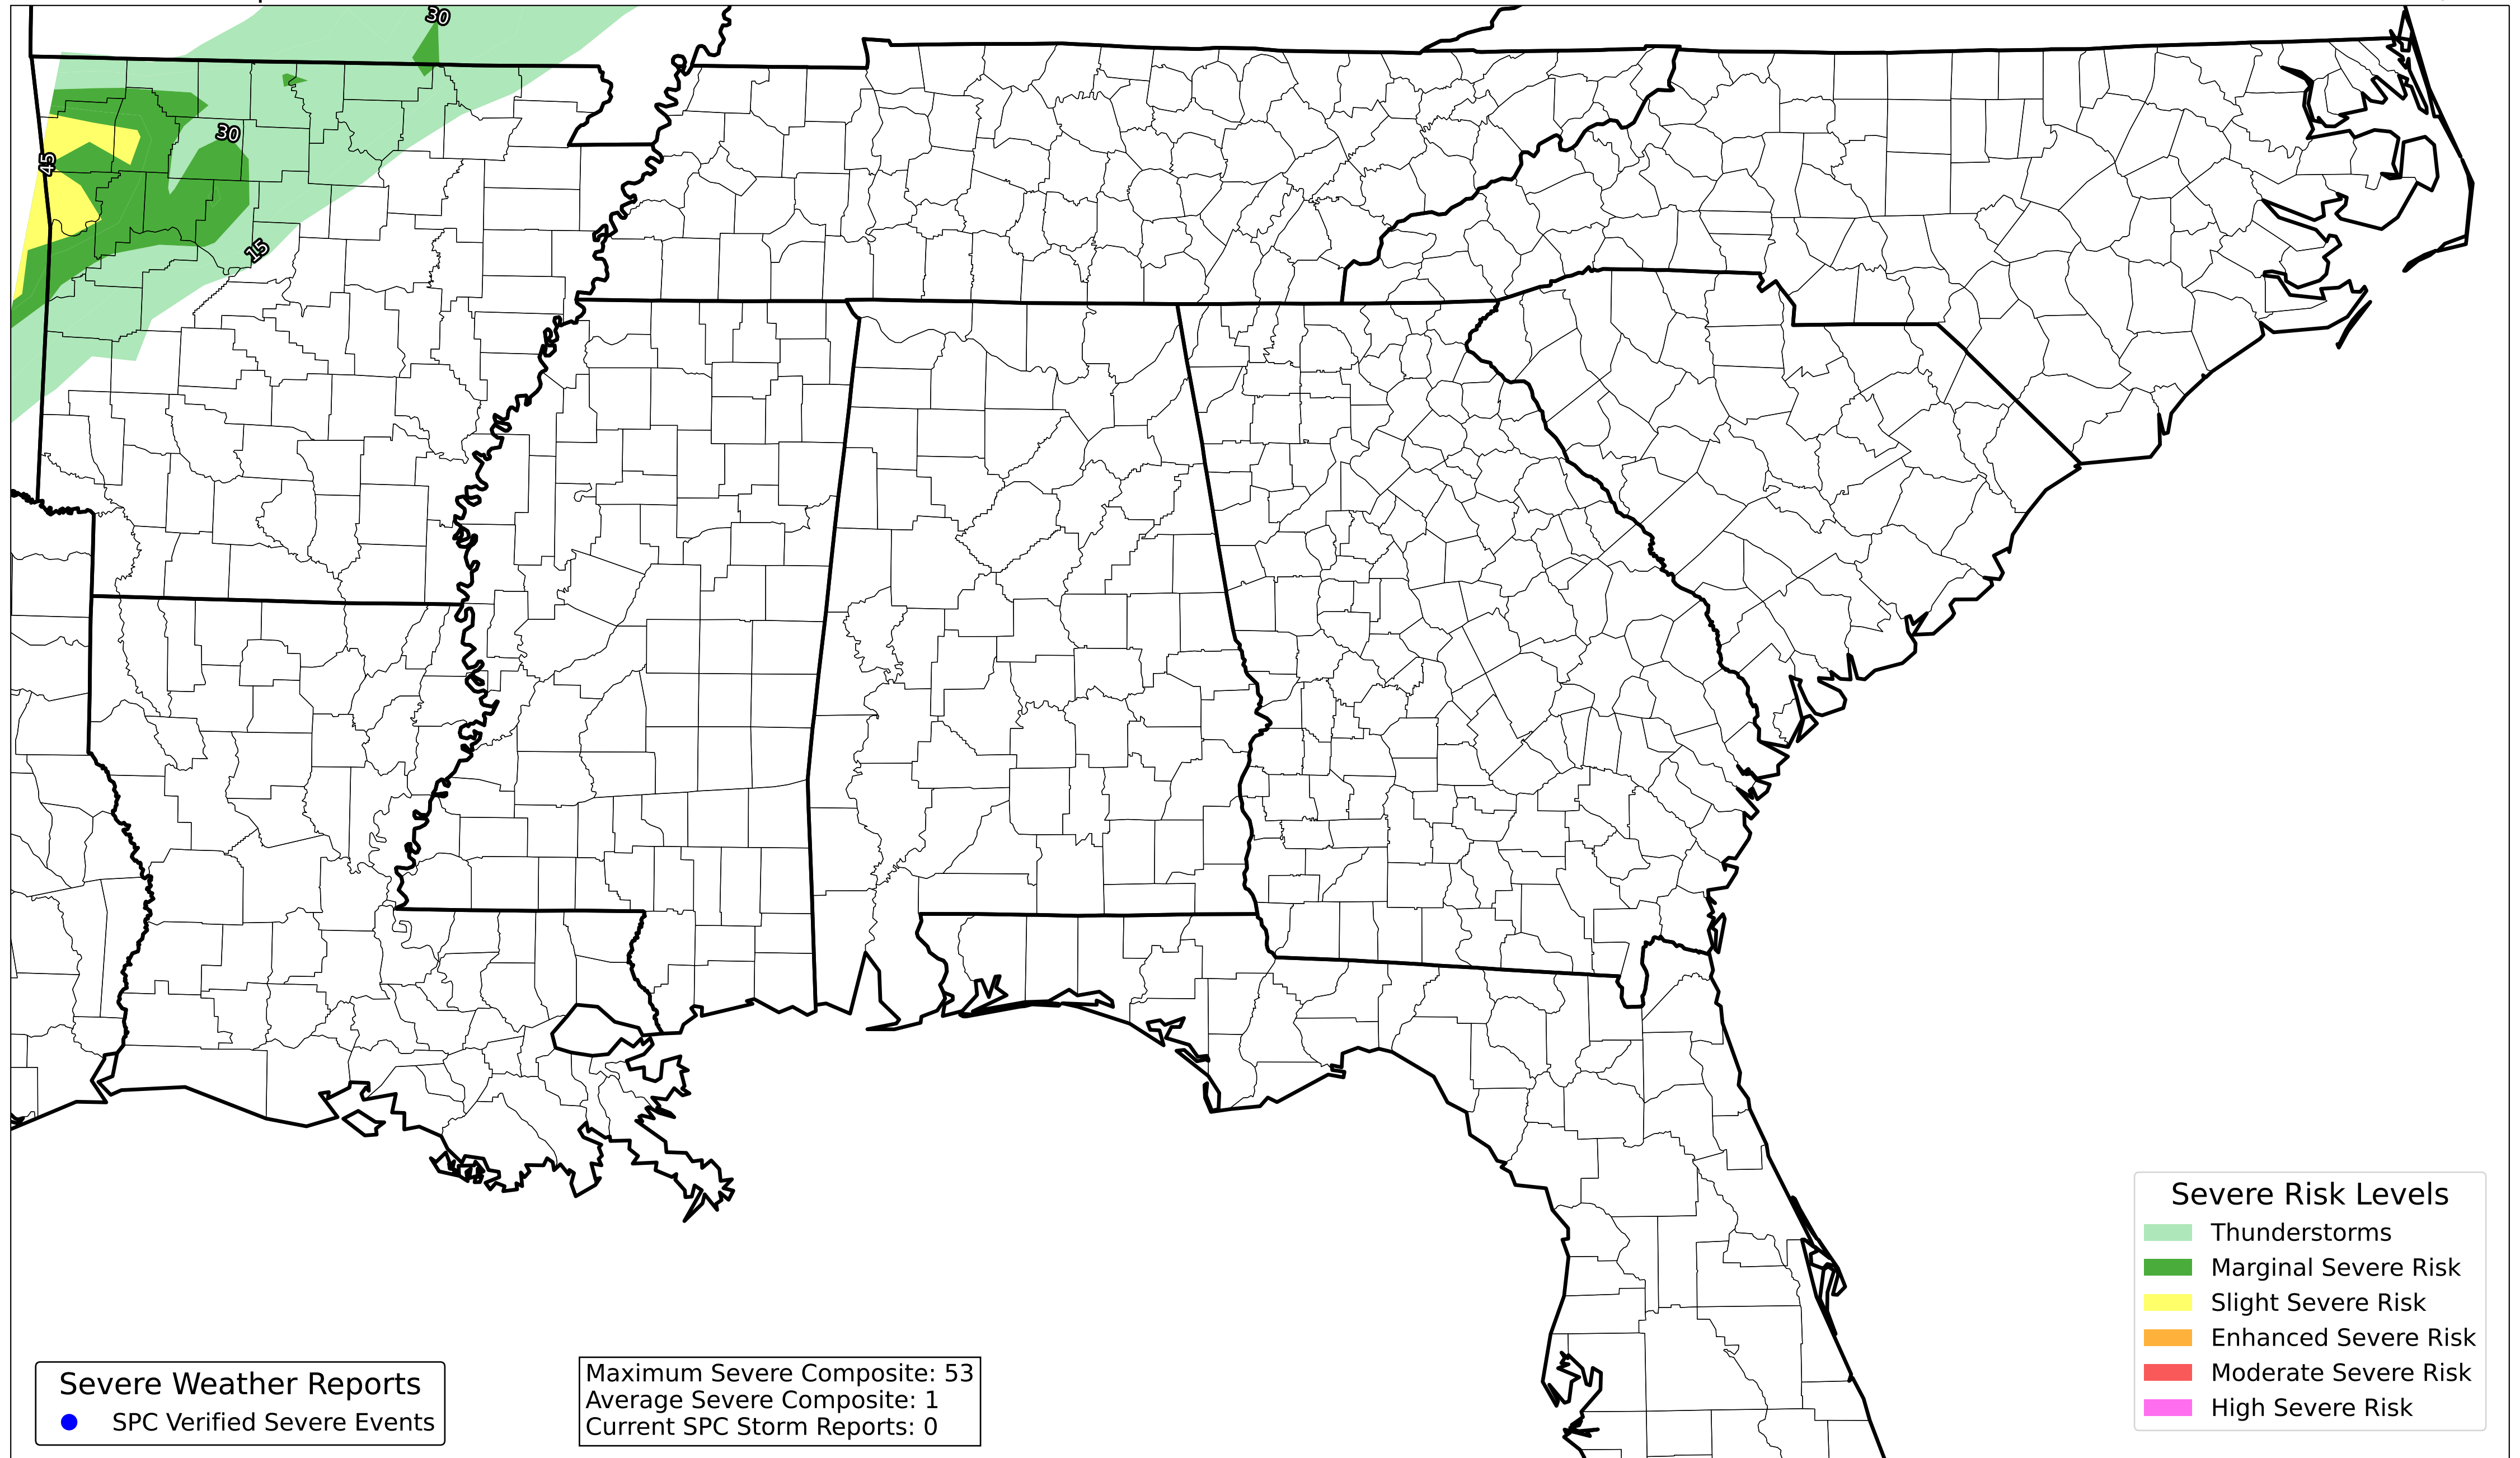 30
30
45
15
Severe Risk Levels
Thunderstorms
Marginal Severe Risk
Slight Severe Risk
Enhanced Severe Risk
Moderate Severe Risk
High Severe Risk
Severe Weather Reports
SPC Verified Severe Events
Maximum Severe Composite: 53
Average Severe Composite: 1
Current SPC Storm Reports: 0